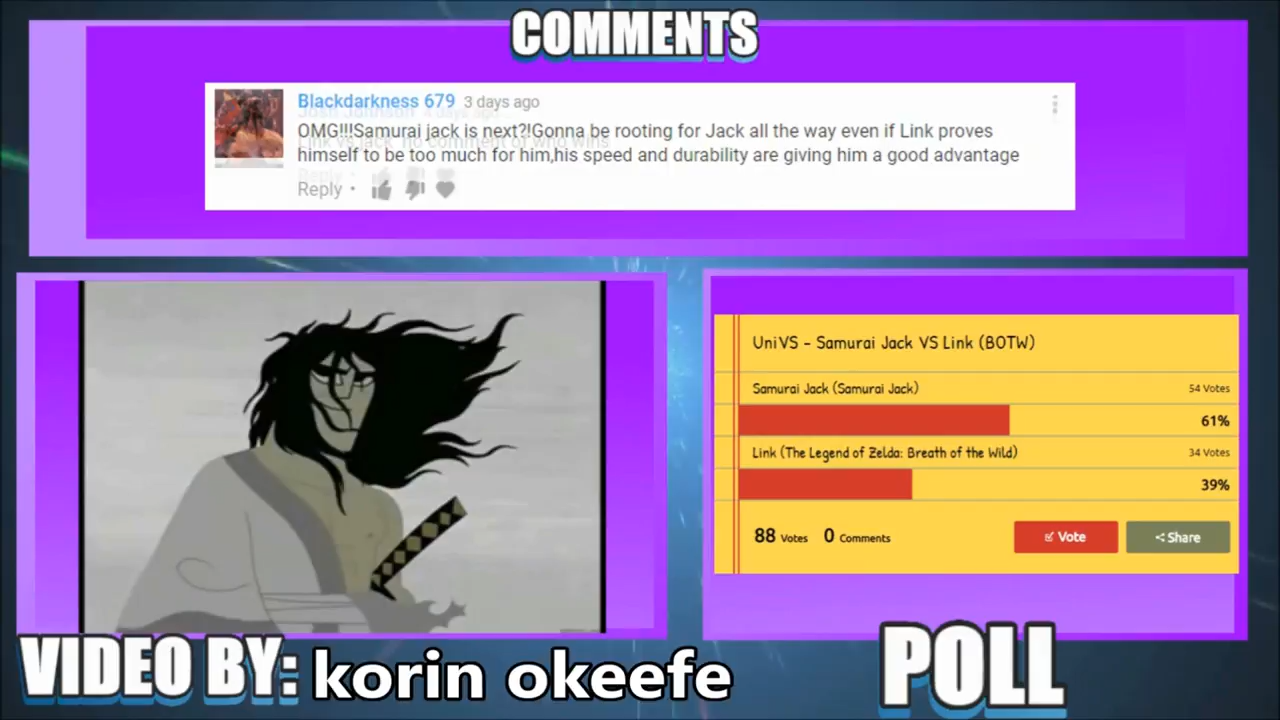 COMMENTS
Blackdarkness 679 3 days ago
OMG!!!Samurai jack is next?!Gonna be rooting for Jack all the way even if Link proves
himself to be too much for him,his speed and durability are giving him a good advantage
Reply •
UniVS - Samurai Jack VS Link (BOTW)
Samurai Jack (Samurai Jack) 54 Votes
61%
Link (The Legend of Zelda: Breath of the Wild) 34 Votes
39%
88 Votes 0 Comments Vote Share
VIDEO BY: korin okeefe
POLL